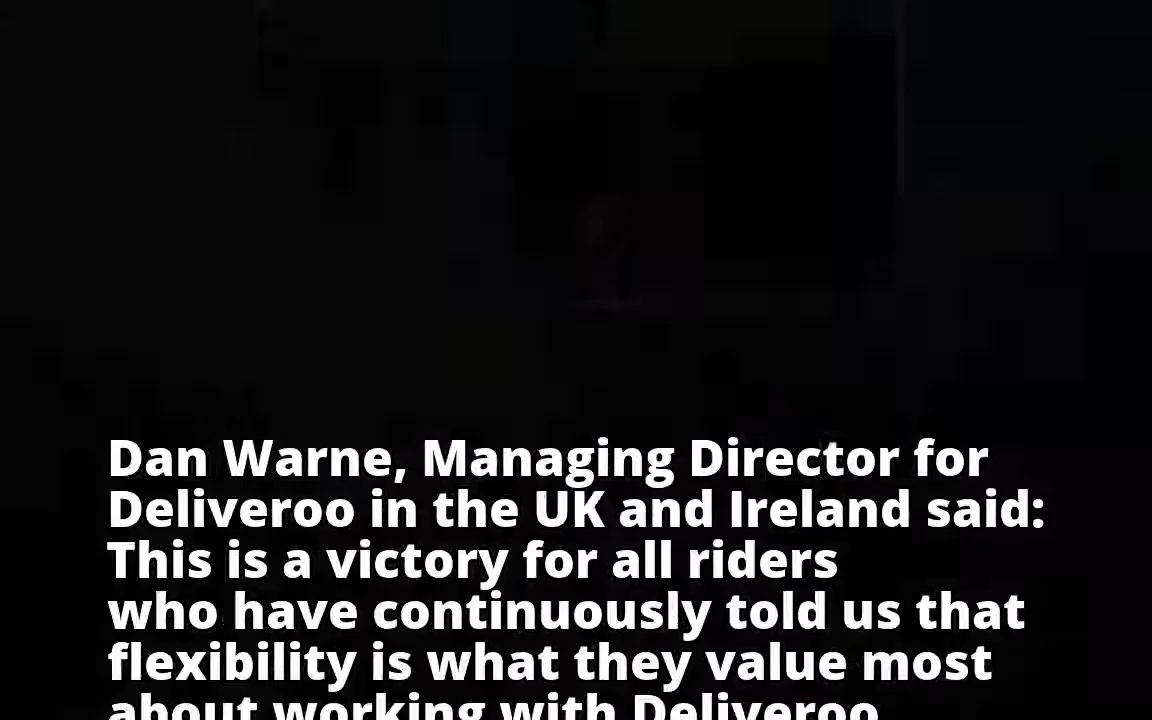 Dan Warne, Managing Director for
Deliveroo in the UK and Ireland said:
This is a victory for all riders
who have continuously told us that
flexibility is what they value most
about working with Deliveroo